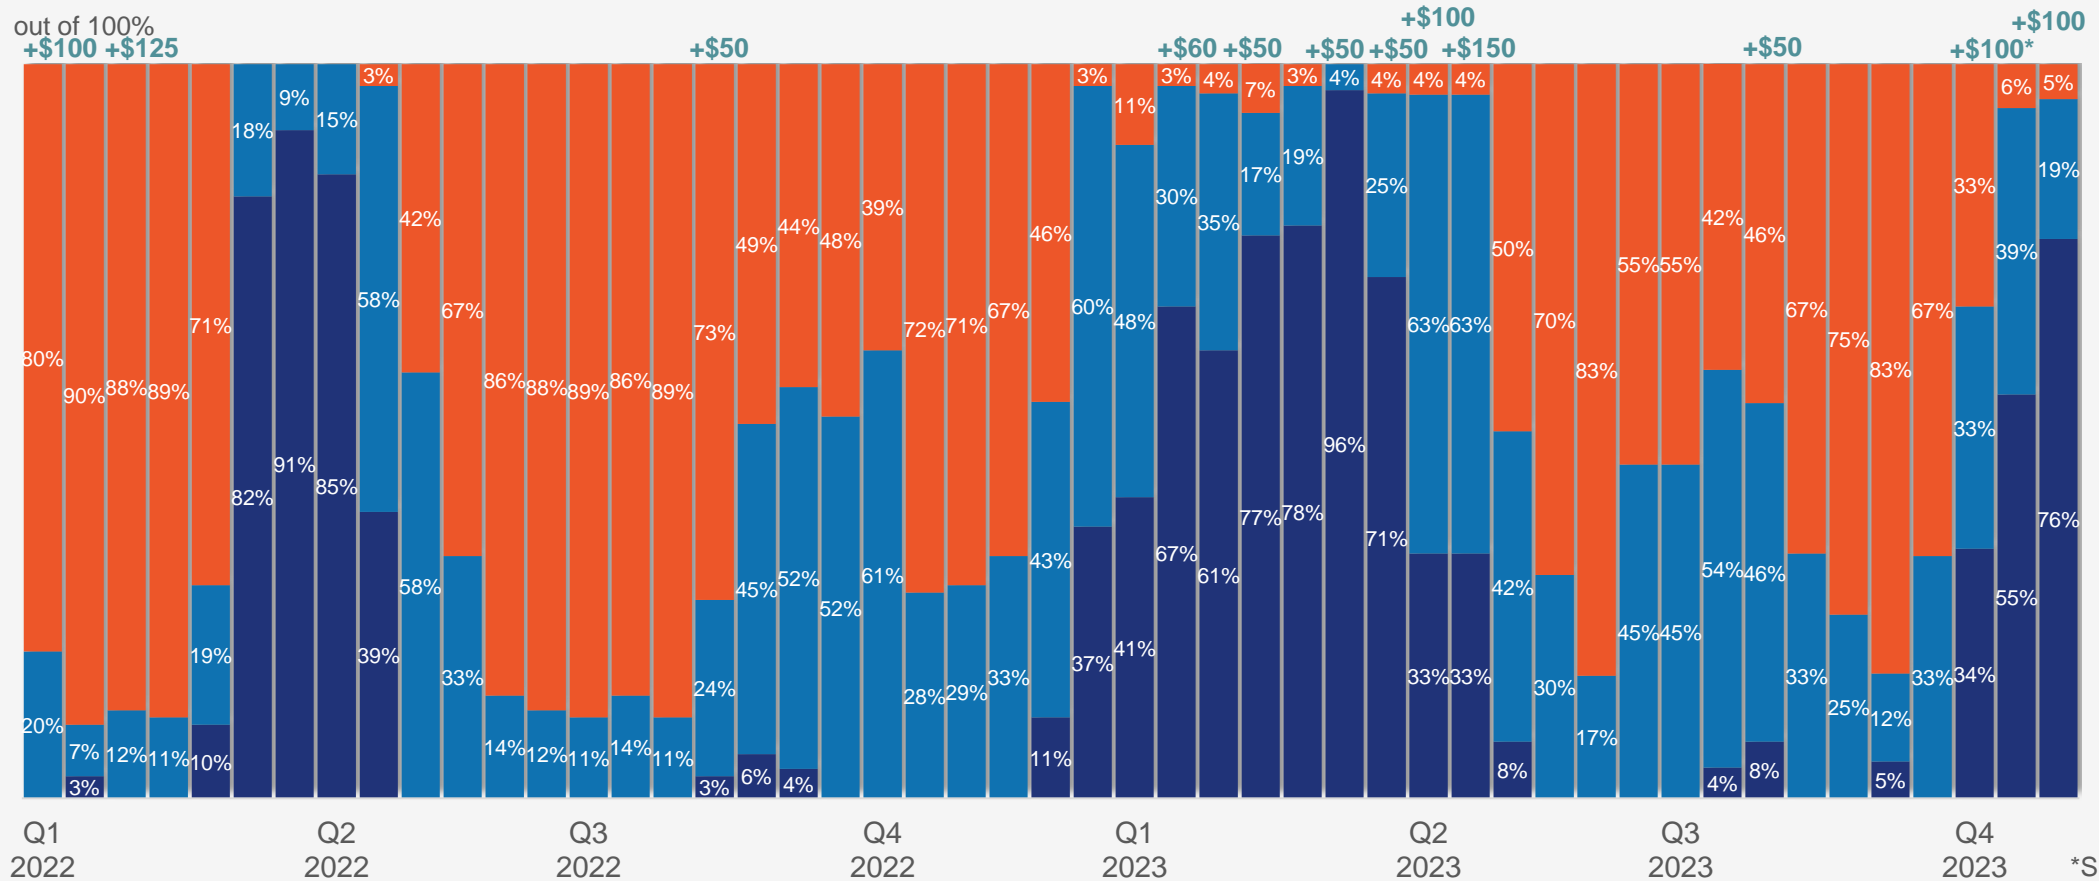 out of 100%
+$100 +$100
+$100 +$125 +$50 +$60 +$50 +$50 +$50 +$150 +$50 +$100*
80% 20%
90% 7% 3%
88% 12%
89% 11%
71% 19% 10%
18% 82%
9% 91%
15% 85%
3% 58% 39%
42% 58%
67% 33%
86% 14%
88% 12%
89% 11%
86% 14%
89% 11%
73% 24% 3%
49% 45% 6%
44% 52% 4%
48% 52%
39% 61%
72% 28%
71% 29%
67% 33%
46% 43% 11%
3% 60% 37%
11% 48% 41%
3% 30% 67%
4% 35% 61%
7% 17% 77%
3% 19% 78%
4% 96%
4% 25% 71%
4% 63% 33%
4% 63% 33%
50% 42% 8%
70% 30%
83% 17%
55% 45%
55% 45%
42% 54% 4%
46% 46% 8%
67% 33%
75% 25%
83% 12% 5%
67% 33%
33% 33% 34%
6% 39% 55%
5% 19% 76%
Q1 Q2 Q3 Q4 Q1 Q2 Q3 Q4
2022 2022 2022 2022 2023 2023 2023 2023 *S